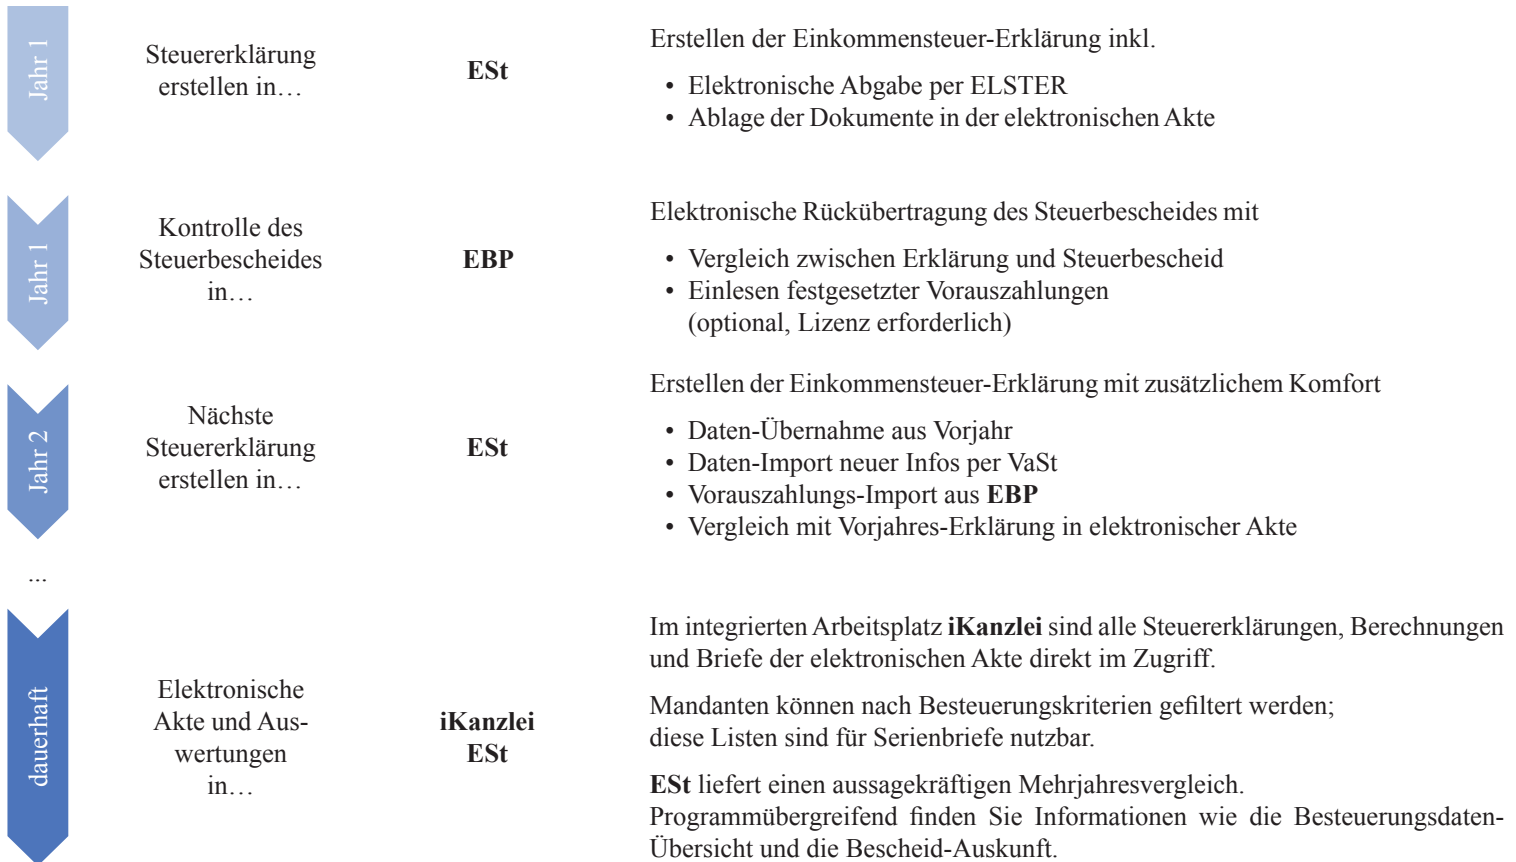 Jahr 1
Steuererklärung
erstellen in…
ESt
Erstellen der Einkommensteuer-Erklärung inkl.
• Elektronische Abgabe per ELSTER
• Ablage der Dokumente in der elektronischen Akte
Jahr 1
Kontrolle des
Steuerbescheides
in…
EBP
Elektronische Rückübertragung des Steuerbescheides mit
• Vergleich zwischen Erklärung und Steuerbescheid
• Einlesen festgesetzter Vorauszahlungen
(optional, Lizenz erforderlich)
Jahr 2
Nächste
Steuererklärung
erstellen in…
ESt
Erstellen der Einkommensteuer-Erklärung mit zusätzlichem Komfort
• Daten-Übernahme aus Vorjahr
• Daten-Import neuer Infos per VaSt
• Vorauszahlungs-Import aus EBP
• Vergleich mit Vorjahres-Erklärung in elektronischer Akte
...
dauerhaft
Elektronische
Akte und Aus-
wertungen
in…
iKanzlei
ESt
Im integrierten Arbeitsplatz iKanzlei sind alle Steuererklärungen, Berechnungen
und Briefe der elektronischen Akte direkt im Zugriff.
Mandanten können nach Besteuerungskriterien gefiltert werden;
diese Listen sind für Serienbriefe nutzbar.
ESt liefert einen aussagekräftigen Mehrjahresvergleich.
Programmübergreifend finden Sie Informationen wie die Besteuerungsdaten-
Übersicht und die Bescheid-Auskunft.